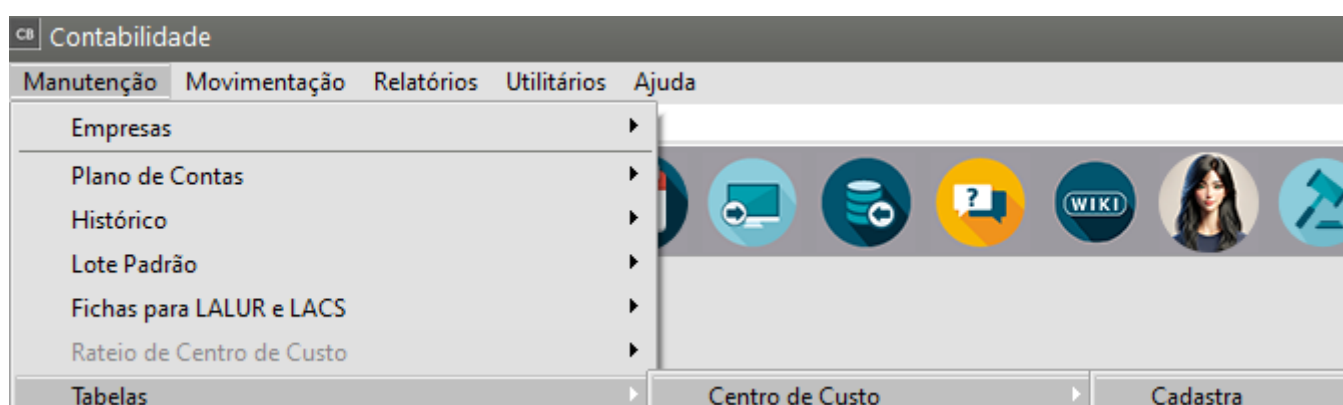 CB Contabilidade
Manutenção Movimentação Relatórios Utilitários Ajuda
Empresas
Plano de Contas
Histórico
? WIKI
Lote Padrão
Fichas para LALUR e LACS
Rateio de Centro de Custo
Tabelas Centro de Custo Cadastra